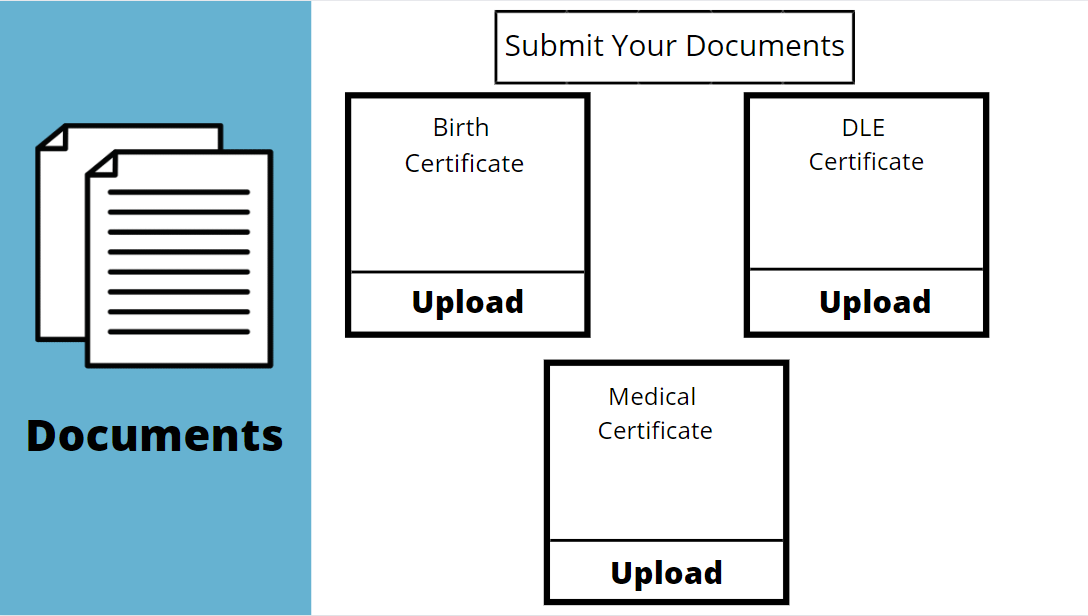 Documents
Submit Your Documents
Birth
Certificate
Upload
DLE
Certificate
Upload
Medical
Certificate
Upload